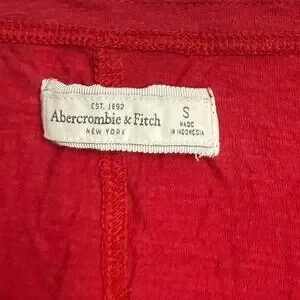 EST. 1892
Abercrombie & Fitch
NEW YORK
S
MADE
IN INDONESIA